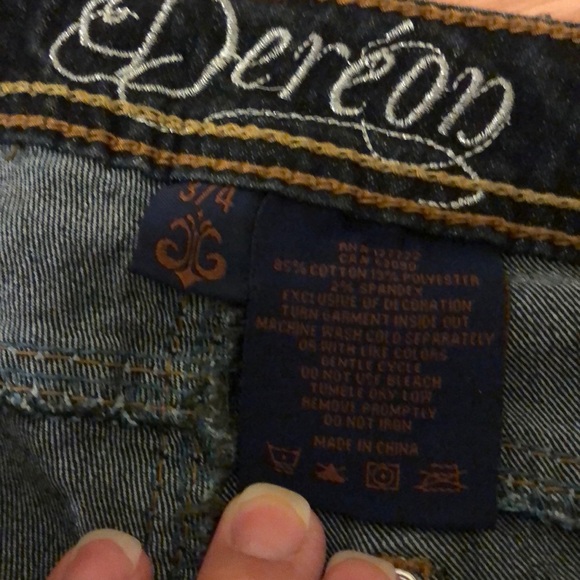 Deréon
3/4
85% COTTON 13% POLYESTER
2% SPANDEX
EXCLUSIVE OF DECORATION
TURN GARMENT INSIDE OUT
MACHINE WASH COLD SEPARATELY
OR WITH LIKE COLORS
GENTLE CYCLE
DO NOT USE BLEACH
TUMBLE DRY LOW
REMOVE PROMPTLY
DO NOT IRON
MADE IN CHINA